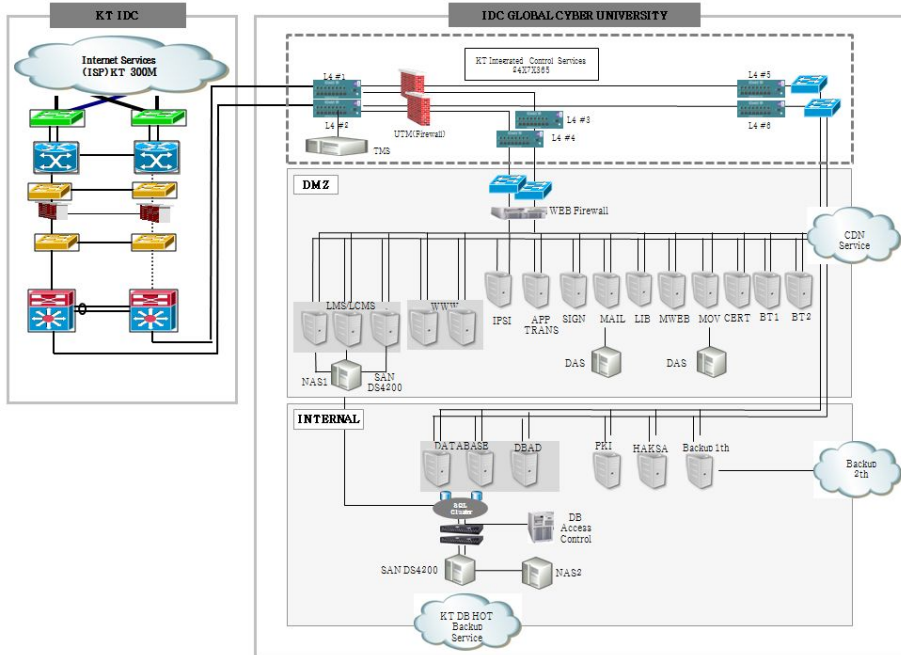 KT IDC
IDC GLOBAL CYBER UNIVERSITY
Internet Services
(ISP) KT 300M
KT Integrated Control Services
24X7X365
L4 #1
L4 #2
TMS
UTM(Firewall)
L4 #3
L4 #4
L4 #5
L4 #6
DMZ
WEB Firewall
CDN
Service
LMS/LCMS
WWW
IPSI
APP
TRANS
SIGN
MAIL
LIB
MWEB
MOV
CERT
BT1
BT2
NAS1
SAN
DS4200
DAS
DAS
INTERNAL
DATABASE
DBAD
PKI
HAKSA
Backup 1th
Backup
2th
DB
Access
Control
SAN DS4200
NAS2
KT DB HOT
Backup
Service